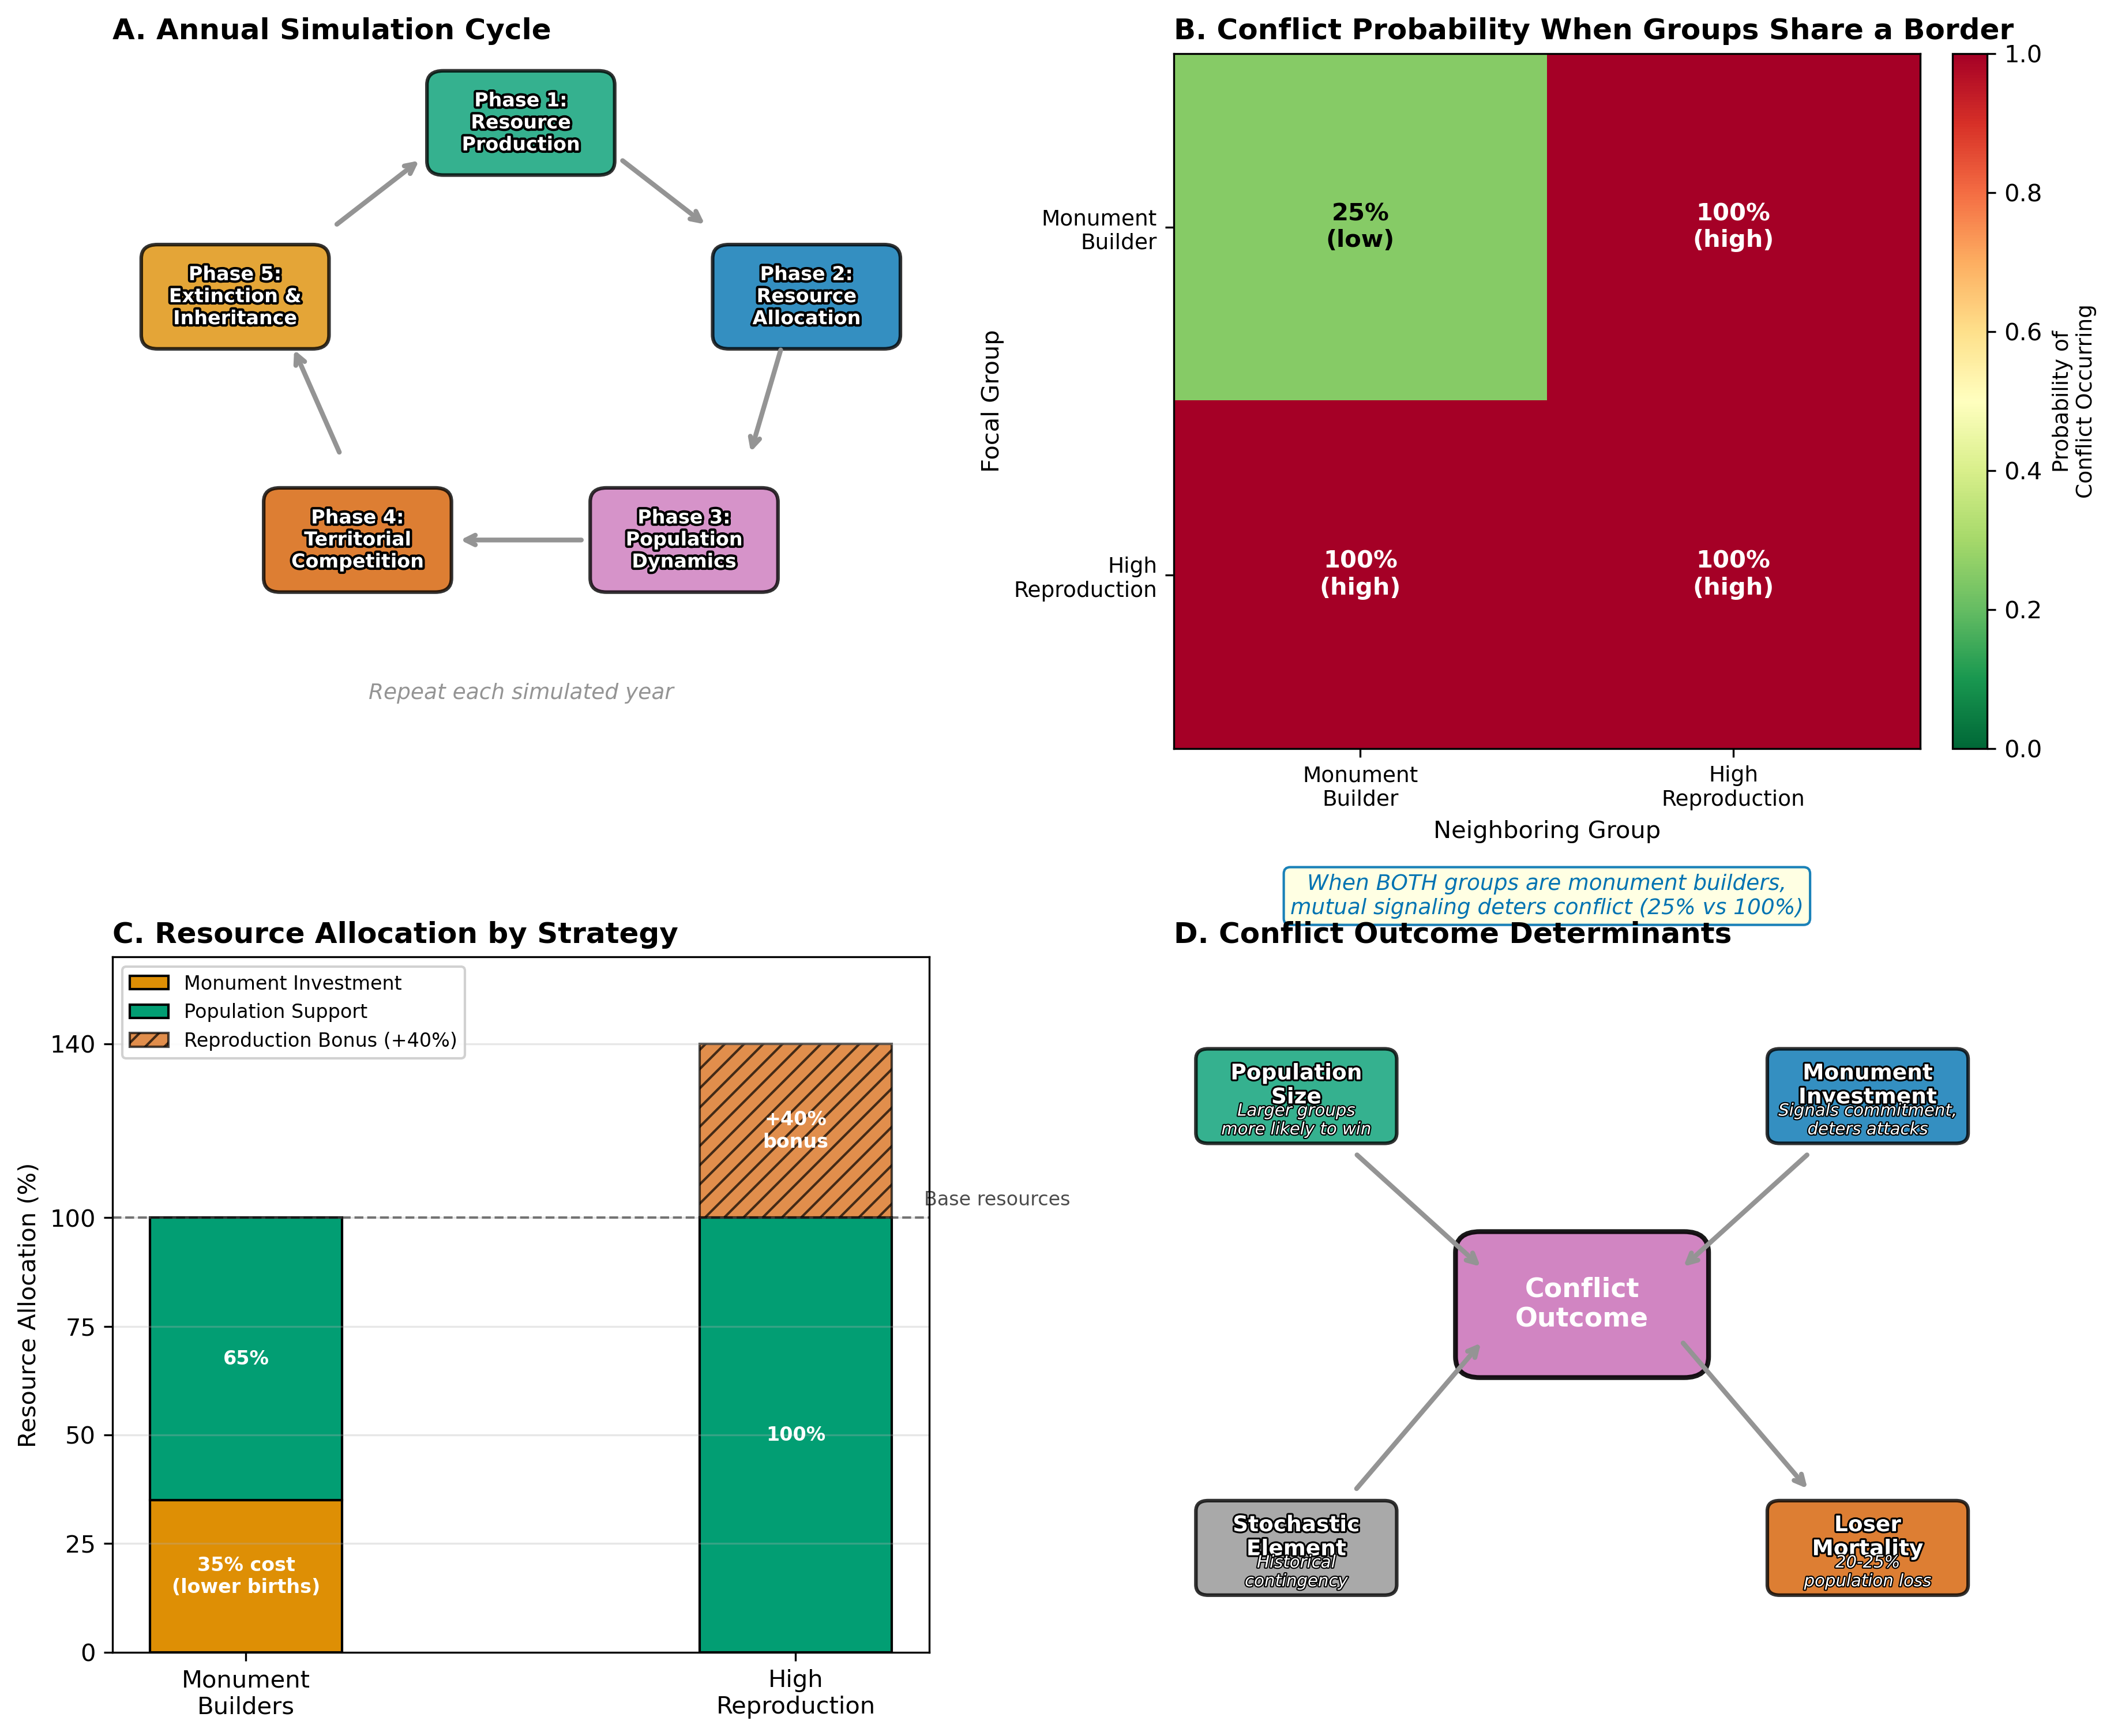 A. Annual Simulation Cycle
Phase 1:
Resource
Production
Phase 2:
Resource
Allocation
Phase 3:
Population
Dynamics
Phase 4:
Territorial
Competition
Phase 5:
Extinction &
Inheritance
Repeat each simulated year
B. Conflict Probability When Groups Share a Border
Focal Group
Monument
Builder
High
Reproduction
25%
(low)
100%
(high)
100%
(high)
100%
(high)
Monument
Builder
High
Reproduction
Neighboring Group
1.0
0.8
0.6
0.4
0.2
0.0
Probability of
Conflict Occurring
When BOTH groups are monument builders,
mutual signaling deters conflict (25% vs 100%)
C. Resource Allocation by Strategy
Monument Investment
Population Support
Reproduction Bonus (+40%)
Resource Allocation (%)
140
100
75
50
25
0
65%
35% cost
(lower births)
+40%
bonus
100%
Base resources
Monument
Builders
High
Reproduction
D. Conflict Outcome Determinants
Population
Size
Larger groups
more likely to win
Monument
Investment
Signals commitment,
deters attacks
Conflict
Outcome
Stochastic
Element
Historical
contingency
Loser
Mortality
20-25%
population loss